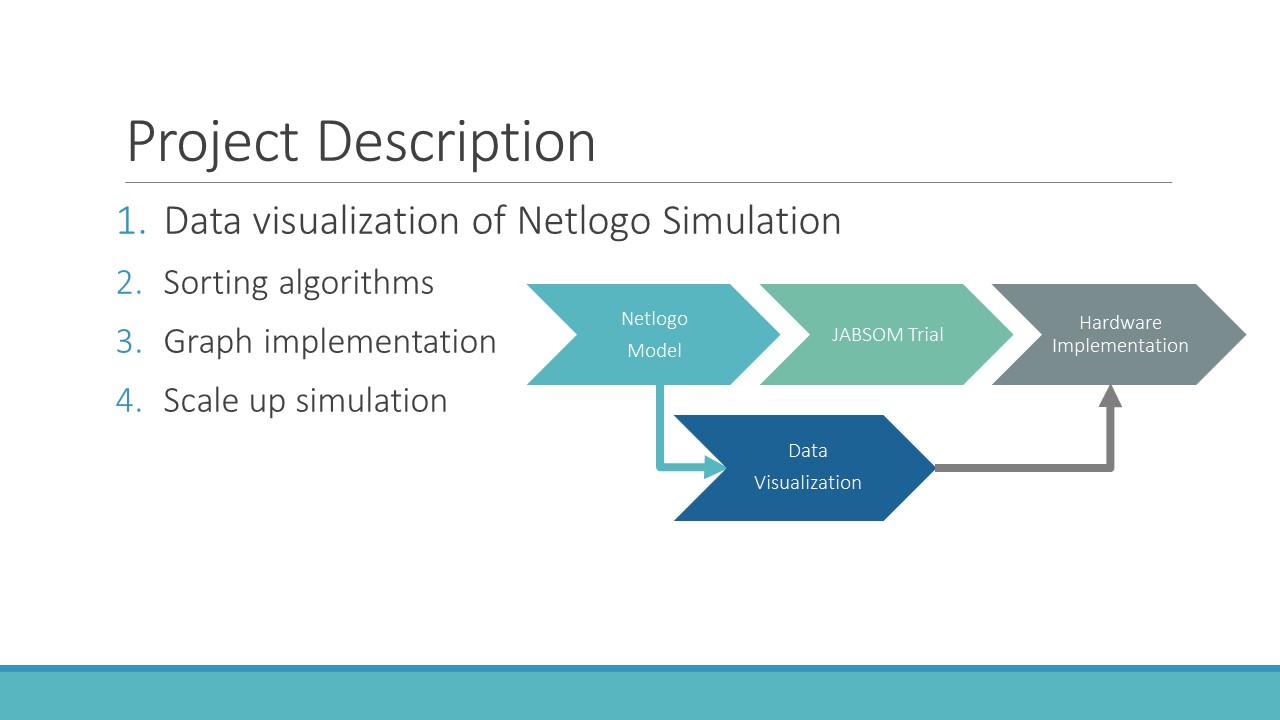 Project Description
1. Data visualization of Netlogo Simulation
2. Sorting algorithms
3. Graph implementation
4. Scale up simulation
Netlogo
Model
JABSOM Trial
Hardware
Implementation
Data
Visualization